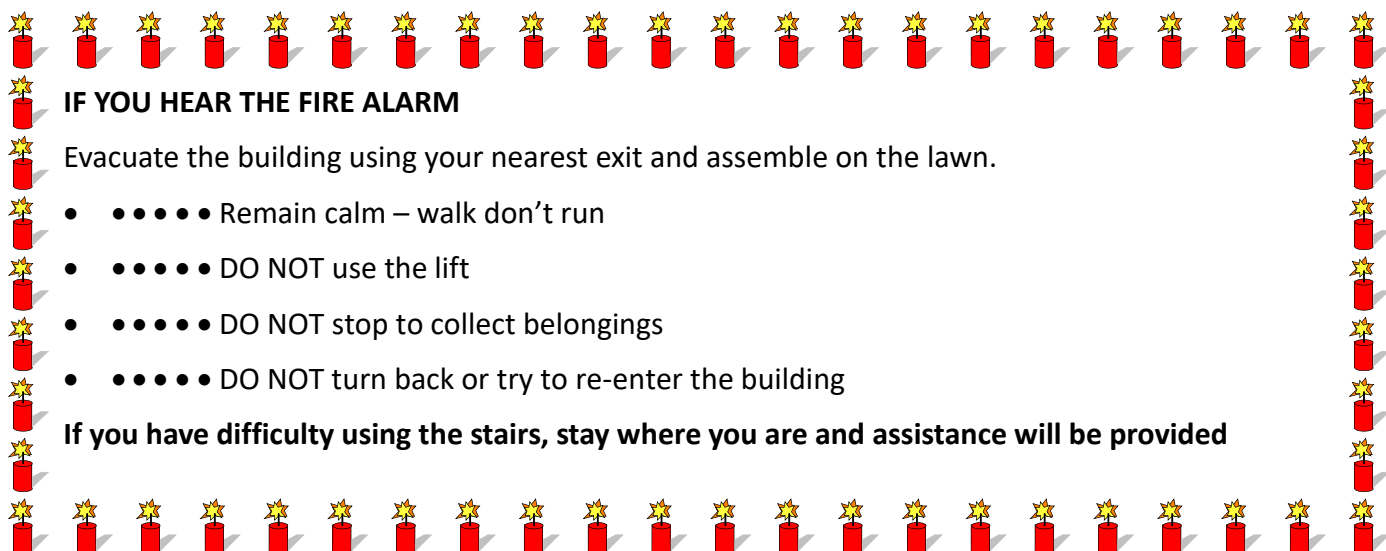 IF YOU HEAR THE FIRE ALARM
Evacuate the building using your nearest exit and assemble on the lawn.
• • • • • • Remain calm – walk don’t run
• • • • • • DO NOT use the lift
• • • • • • DO NOT stop to collect belongings
• • • • • • DO NOT turn back or try to re-enter the building
If you have difficulty using the stairs, stay where you are and assistance will be provided